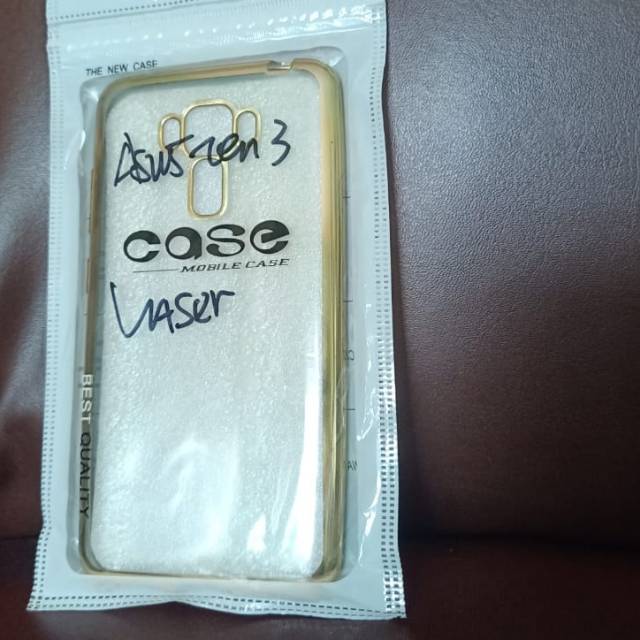 THE NEW CASE
Asus zen 3
case
MOBILE CASE
Laser
BEST QUALITY